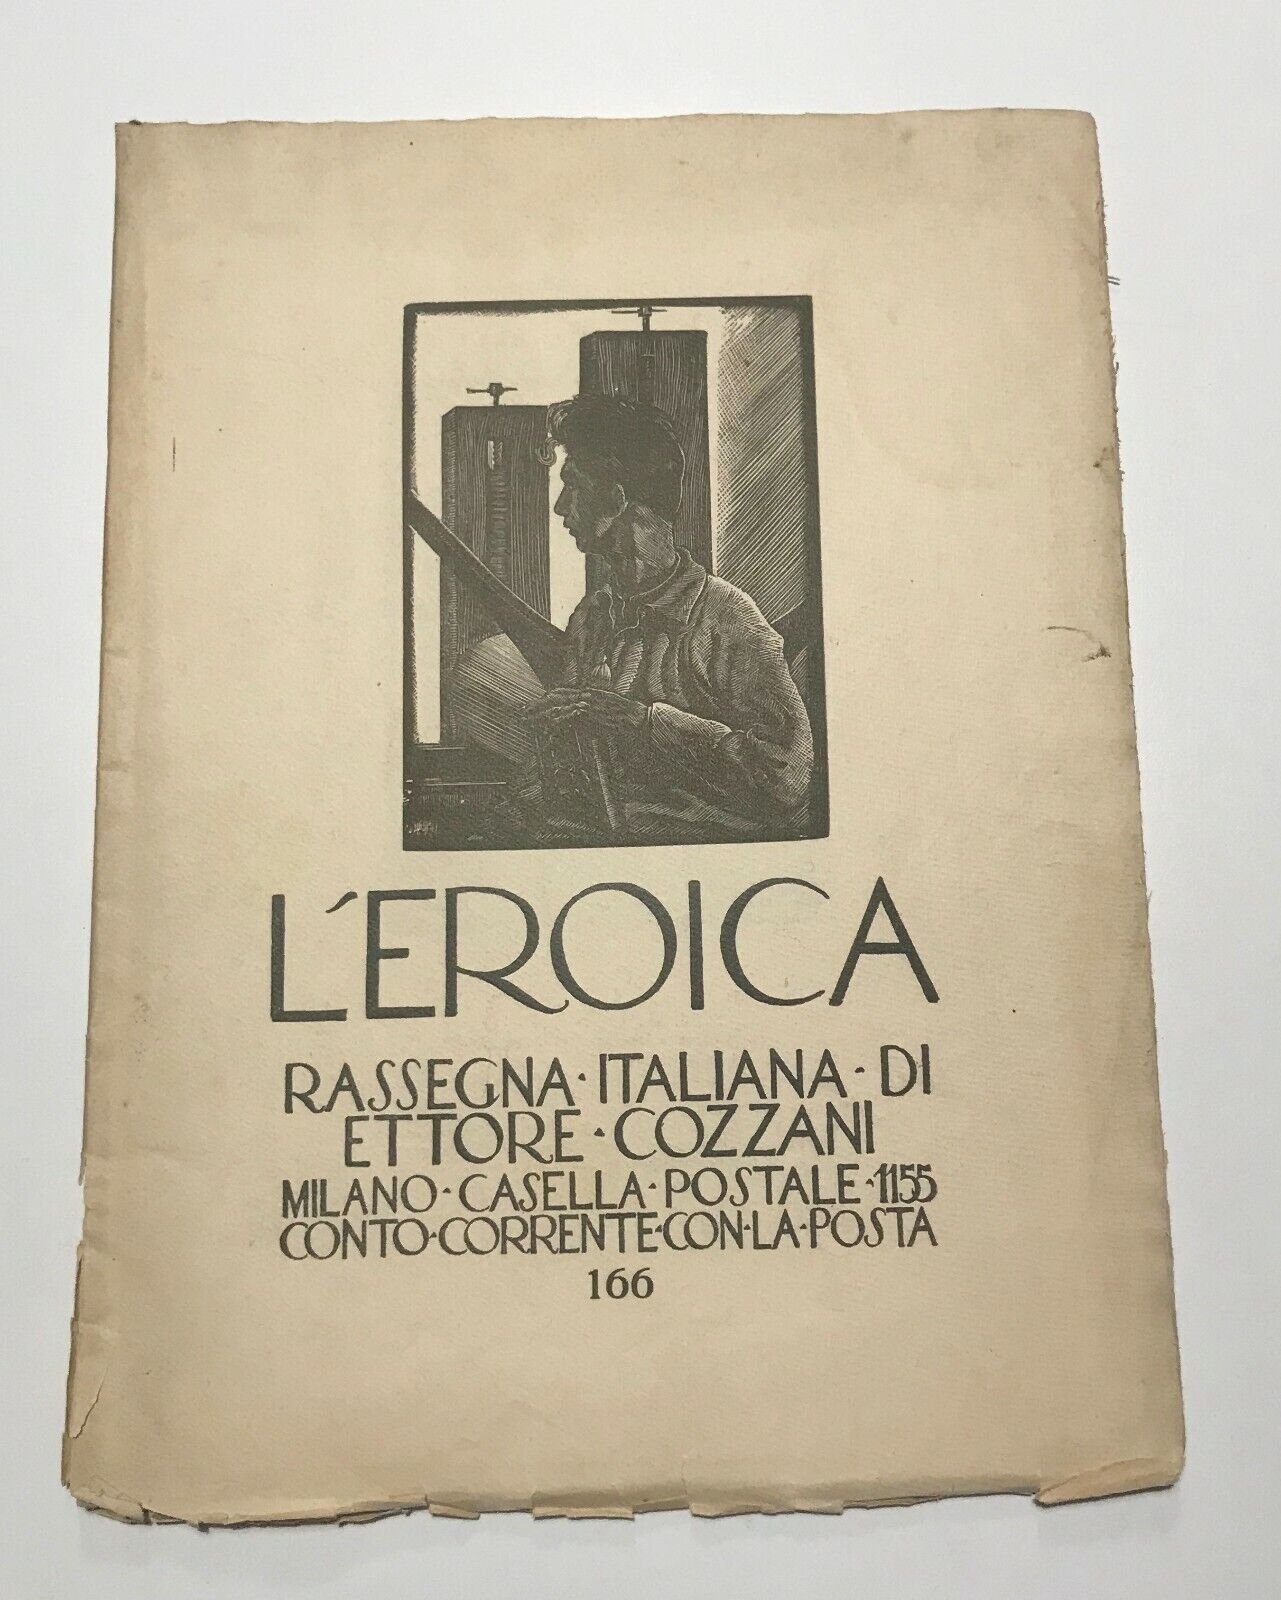 L'EROICA
RASSEGNA · ITALIANA · DI
ETTORE · COZZANI
MILANO · CASELLA · POSTALE · 1155
CONTO · CORRENTE · CON · LA · POSTA
166